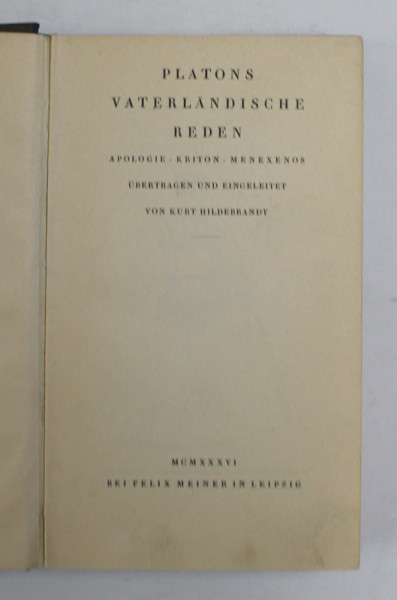 PLATONS
VATERLÄNDISCHE
REDEN
APOLOGIE · KRITON · MENEXENOS
ÜBERTRAGEN UND EINGELEITET
VON KURT HILDEBRANDT
MCMXXXVI
BEI FELIX MEINER IN LEIPZIG